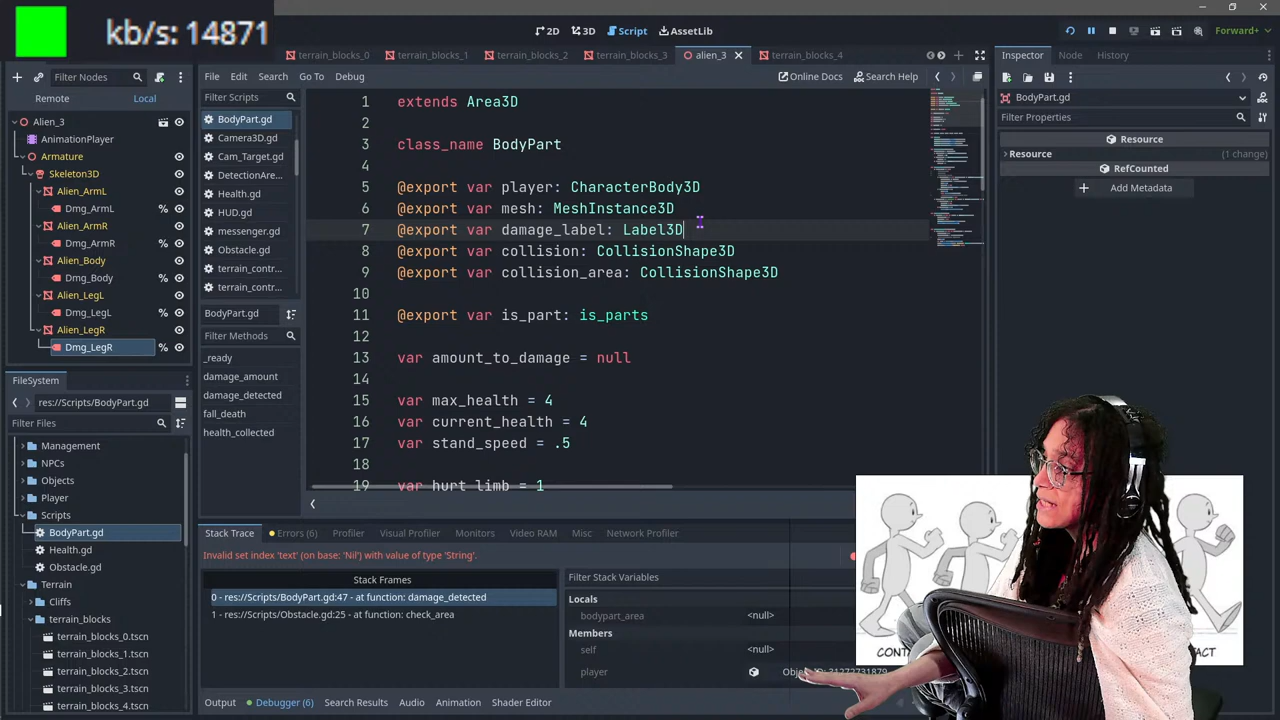 kb/s: 14871
2D
3D
Script
AssetLib
Forward+
terrain_blocks_0
terrain_blocks_1
terrain_blocks_2
terrain_blocks_3
alien_3
terrain_blocks_4
Inspector
Node
History
Filter Nodes
File
Edit
Search
Go To
Debug
Online Docs
Search Help
Remote
Local
Alien_3
AnimationPlayer
Armature
Skeleton3D
Alien_ArmL
Dmg_ArmL
Alien_ArmR
Dmg_ArmR
Alien_Body
Dmg_Body
Alien_LegL
Dmg_LegL
Alien_LegR
Dmg_LegR
FileSystem
res://Scripts/BodyPart.gd
Filter Files
Management
NPCs
Objects
Player
Scripts
BodyPart.gd
Health.gd
Obstacle.gd
Terrain
Cliffs
terrain_blocks
terrain_blocks_0.tscn
terrain_blocks_1.tscn
terrain_blocks_2.tscn
terrain_blocks_3.tscn
terrain_blocks_4.tscn
Filter Scripts
BodyPart.gd
Camera3D.gd
Cam_Target.gd
DetectionArea...
Health.gd
HUD.gd
messenger.gd
Obstacle.gd
terrain_contr...
terrain_contr...
BodyPart.gd
Filter Methods
_ready
damage_amount
damage_detected
fall_death
health_collected
1 extends Area3D
2
3 class_name BodyPart
4
5 @export var player: CharacterBody3D
6 @export var mesh: MeshInstance3D
7 @export var damage_label: Label3D
8 @export var collision: CollisionShape3D
9 @export var collision_area: CollisionShape3D
10
11 @export var is_part: is_parts
12
13 var amount_to_damage = null
14
15 var max_health = 4
16 var current_health = 4
17 var stand_speed = .5
18
19 var hurt_limb = 1
BodyPart.gd
Filter Properties
Resource
Resource (1 change)
RefCounted
Add Metadata
Stack Trace
Errors (6)
Profiler
Visual Profiler
Monitors
Video RAM
Misc
Network Profiler
Invalid set index 'text' (on base: 'Nil') with value of type 'String'.
Stack Frames
0 - res://Scripts/BodyPart.gd:47 - at function: damage_detected
1 - res://Scripts/Obstacle.gd:25 - at function: check_area
Filter Stack Variables
Locals
bodypart_area <null>
Members
self <null>
player
Output
Debugger (6)
Search Results
Audio
Animation
Shader Editor